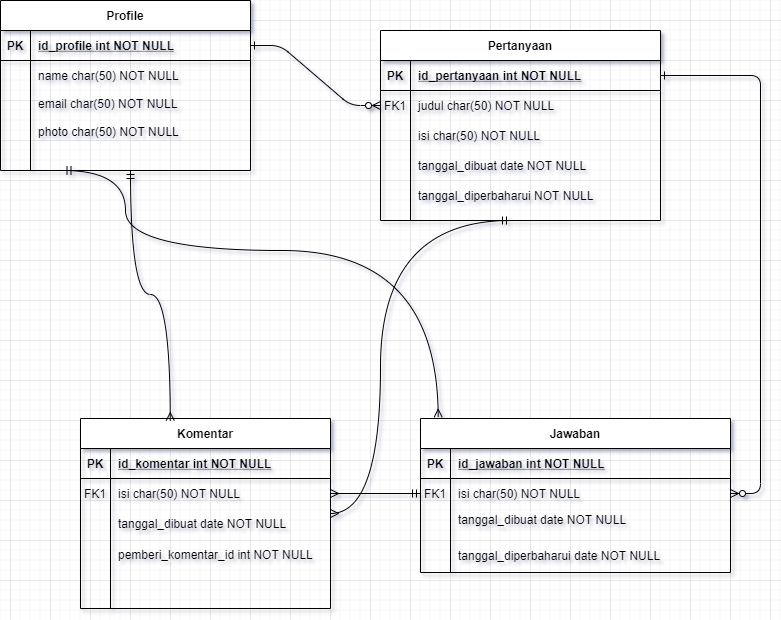 Profile
PK id_profile int NOT NULL
name char(50) NOT NULL
email char(50) NOT NULL
photo char(50) NOT NULL
Pertanyaan
PK id_pertanyaan int NOT NULL
FK1 judul char(50) NOT NULL
isi char(50) NOT NULL
tanggal_dibuat date NOT NULL
tanggal_diperbaharui NOT NULL
Komentar
PK id_komentar int NOT NULL
FK1 isi char(50) NOT NULL
tanggal_dibuat date NOT NULL
pemberi_komentar_id int NOT NULL
Jawaban
PK id_jawaban int NOT NULL
FK1 isi char(50) NOT NULL
tanggal_dibuat date NOT NULL
tanggal_diperbaharui date NOT NULL